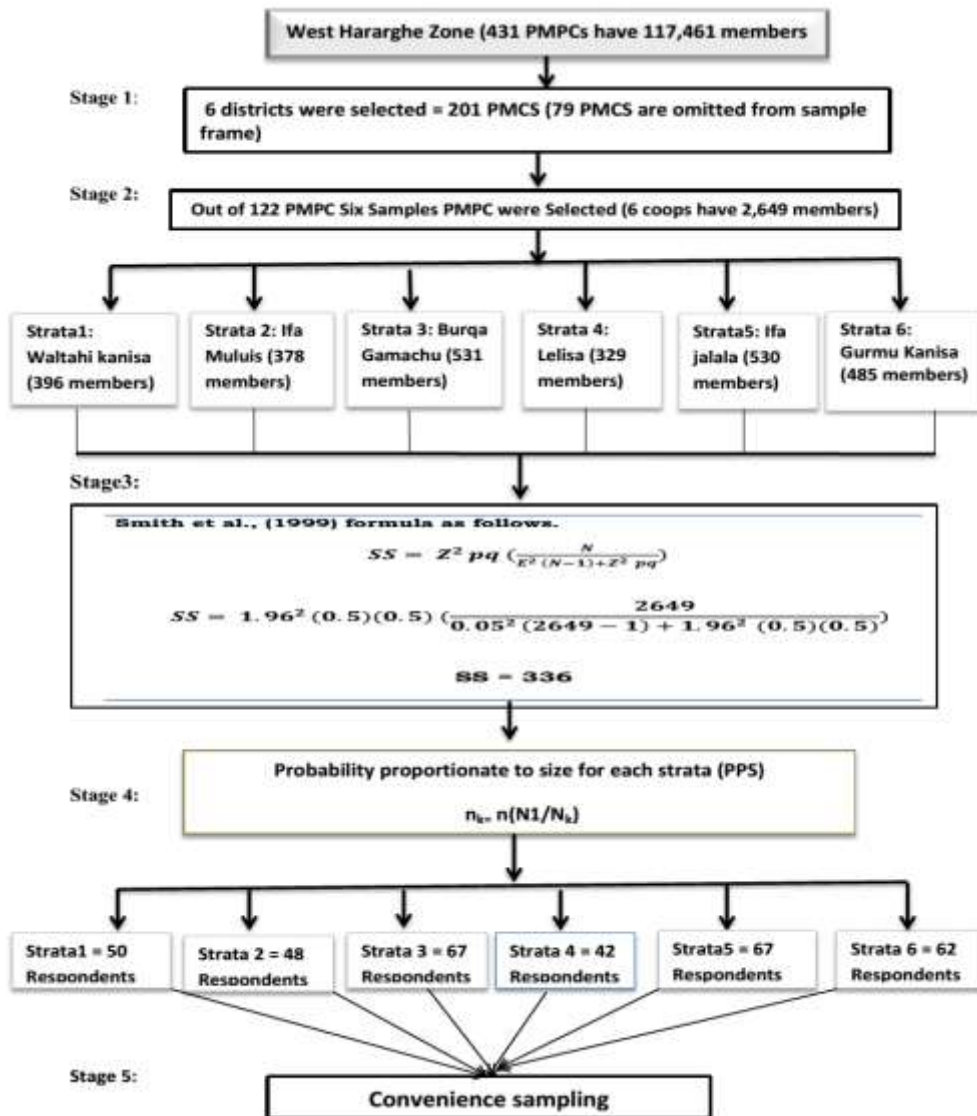 West Hararghe Zone (431 PMPCs have 117,461 members
Stage 1:
6 districts were selected = 201 PMCS (79 PMCS are omitted from sample
frame)
Stage 2:
Out of 122 PMPC Six Samples PMPC were Selected (6 coops have 2,649 members)
Strata1:
Waltahi kanisa
(396 members)
Strata 2: Ifa
Muluis (378
members)
Strata 3: Burqa
Gamachu (531
members)
Strata 4:
Lelisa (329
members)
Strata5: Ifa
jalala (530
members)
Strata 6:
Gurmu Kanisa
(485 members)
Stage3:
Smith et al., (1999) formula as follows.
SS = Z² pq (N / E² (N−1)+Z² pq)
SS = 1.96² (0.5)(0.5) (2649 / 0.05² (2649 − 1) + 1.96² (0.5)(0.5))
SS = 336
Probability proportionate to size for each strata (PPS)
Stage 4:
nₖ₌ n(N1/Nₖ)
Strata1 = 50
Respondents
Strata 2 = 48
Respondents
Strata 3 = 67
Respondents
Strata 4 = 42
Respondents
Strata5 = 67
Respondents
Strata 6 = 62
Respondents
Stage 5:
Convenience sampling